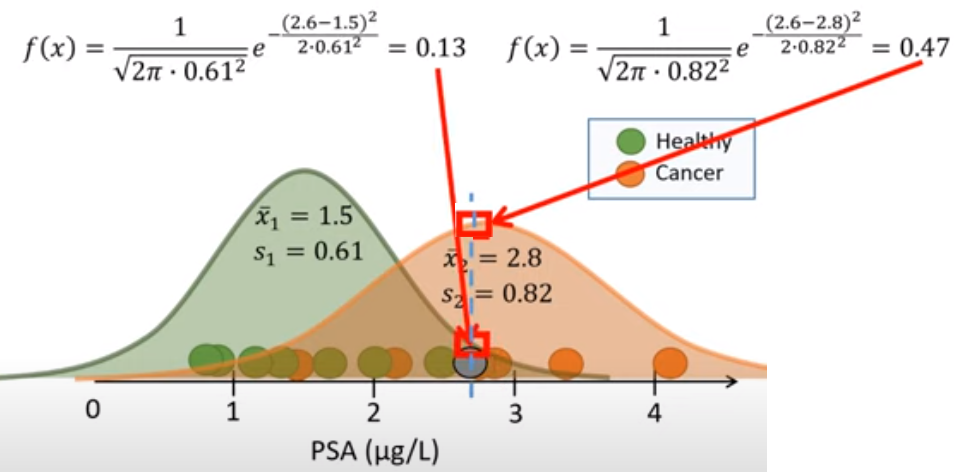 f(x) = 1/√(2π · 0.61²) e^(−(2.6−1.5)²/(2·0.61²)) = 0.13
f(x) = 1/√(2π · 0.82²) e^(−(2.6−2.8)²/(2·0.82²)) = 0.47
Healthy
Cancer
x̄₁ = 1.5
s₁ = 0.61
x̄₂ = 2.8
s₂ = 0.82
0 1 2 3 4
PSA (µg/L)